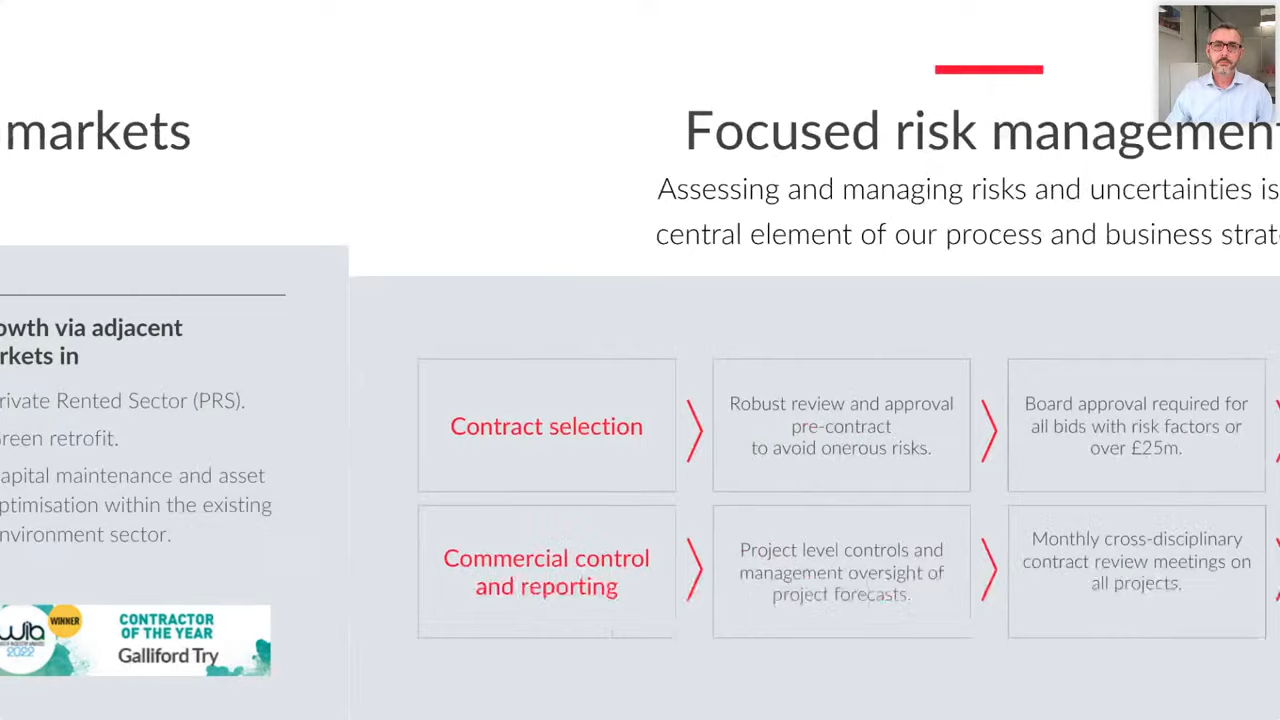 markets
owth via adjacent
rkets in
rivate Rented Sector (PRS).
reen retrofit.
apital maintenance and asset
ptimisation within the existing
nvironment sector.
wia
2022
WINNER
CONTRACTOR
OF THE YEAR
Galliford Try
Focused risk managemen
Assessing and managing risks and uncertainties is
central element of our process and business strat
Contract selection
Robust review and approval
pre-contract
to avoid onerous risks.
Board approval required for
all bids with risk factors or
over £25m.
Commercial control
and reporting
Project level controls and
management oversight of
project forecasts.
Monthly cross-disciplinary
contract review meetings on
all projects.